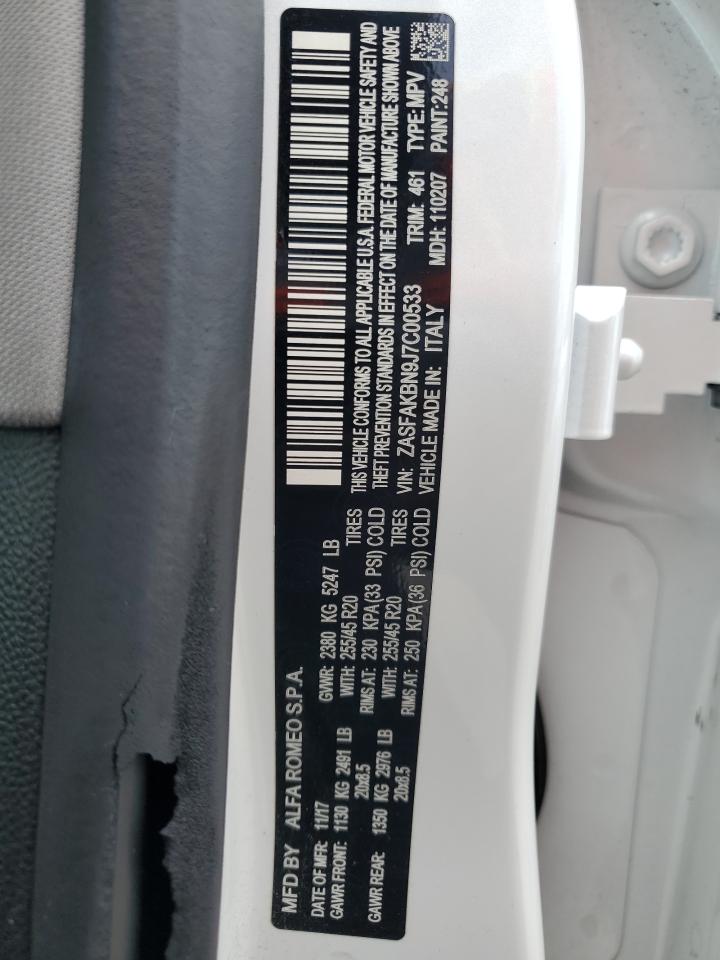 MFD BY ALFA ROMEO S.P.A.
DATE OF MFR: 11/17 GVWR: 2380 KG 5247 LB
GAWR FRONT: 1130 KG 2491 LB WITH: 255/45 R20 TIRES
20x8.5 RIMS AT: 230 KPA(33 PSI) COLD
GAWR REAR: 1350 KG 2976 LB WITH: 255/45 R20 TIRES
20x8.5 RIMS AT: 250 KPA(36 PSI) COLD
THIS VEHICLE CONFORMS TO ALL APPLICABLE U.S.A. FEDERAL MOTOR VEHICLE SAFETY AND
THEFT PREVENTION STANDARDS IN EFFECT ON THE DATE OF MANUFACTURE SHOWN ABOVE
VIN: ZASFAKBN9J7C00533 TRIM: 461 TYPE: MPV
VEHICLE MADE IN: ITALY MDH: 110207 PAINT:248